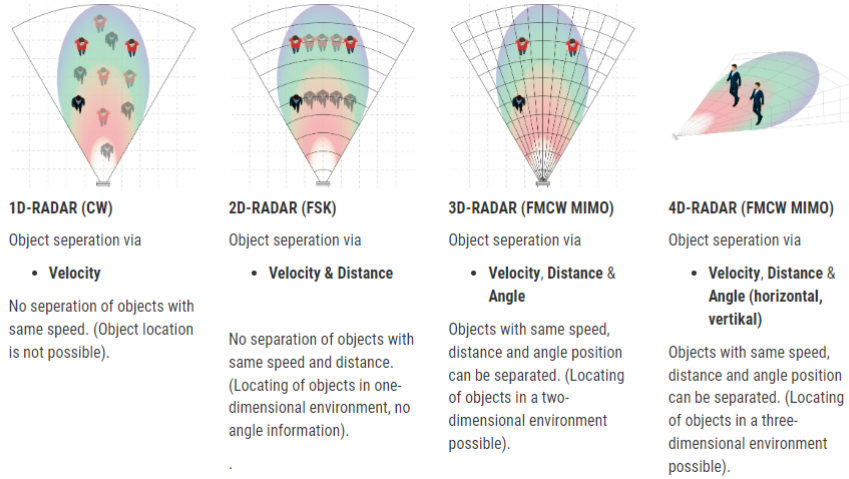 1D-RADAR (CW)
Object seperation via
• Velocity
No seperation of objects with
same speed. (Object location
is not possible).
2D-RADAR (FSK)
Object seperation via
• Velocity & Distance
No separation of objects with
same speed and distance.
(Locating of objects in one-
dimensional environment, no
angle information).
.
3D-RADAR (FMCW MIMO)
Object seperation via
• Velocity, Distance &
Angle
Objects with same speed,
distance and angle position
can be separated. (Locating
of objects in a two-
dimensional environment
possible).
4D-RADAR (FMCW MIMO)
Object seperation via
• Velocity, Distance &
Angle (horizontal,
vertikal)
Objects with same speed,
distance and angle position
can be separated. (Locating
of objects in a three-
dimensional environment
possible).